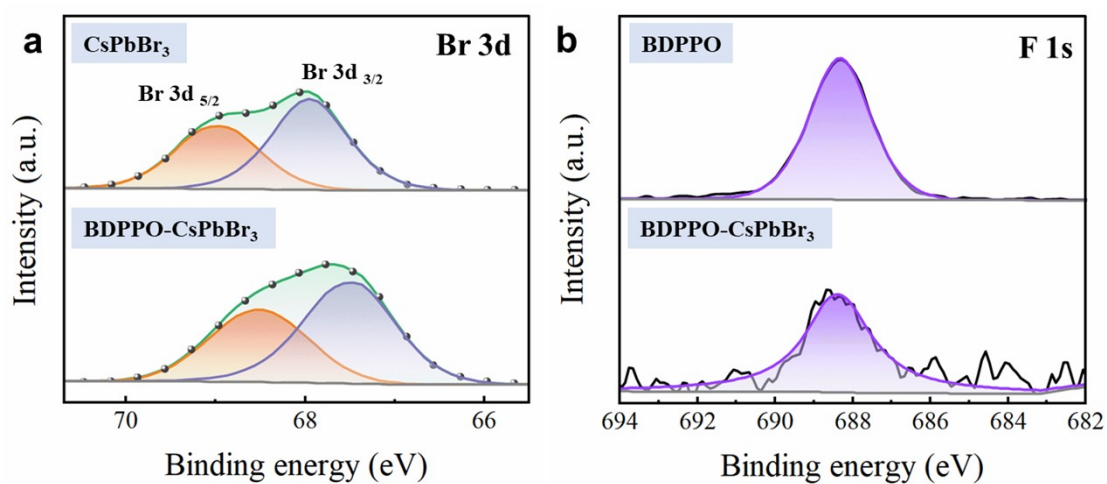 a
CsPbBr₃
Br 3d
Br 3d 5/2
Br 3d 3/2
BDPPO-CsPbBr₃
Intensity (a.u.)
70 68 66
Binding energy (eV)
b
BDPPO
F 1s
BDPPO-CsPbBr₃
Intensity (a.u.)
694 692 690 688 686 684 682
Binding energy (eV)